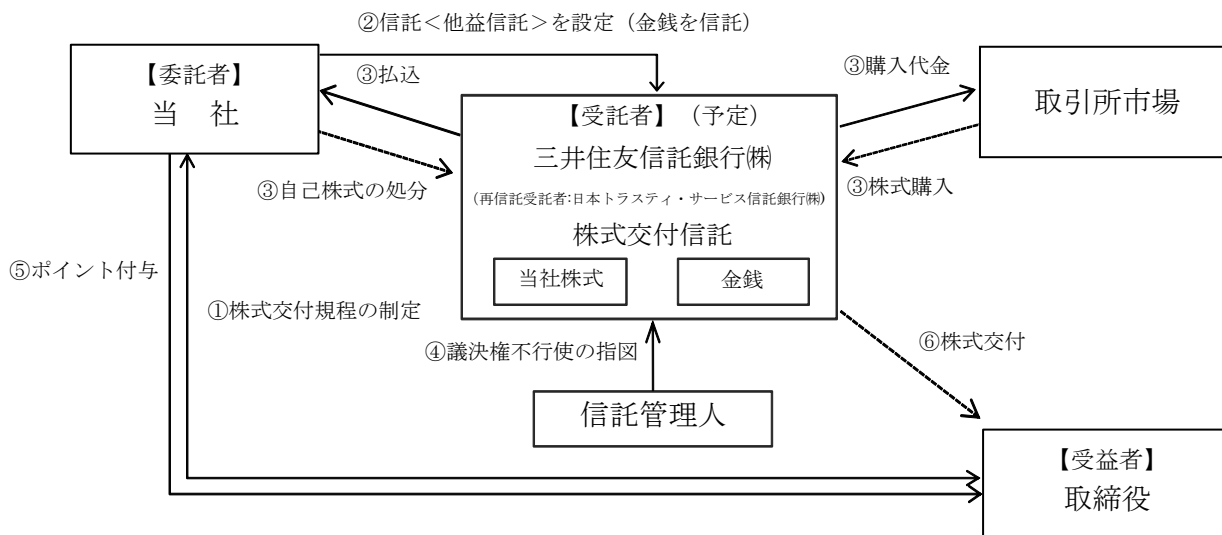 ②信託＜他益信託＞を設定（金銭を信託）
【委託者】
当　社
③払込
③購入代金
取引所市場
【受託者】（予定）
三井住友信託銀行㈱
(再信託受託者:日本トラスティ・サービス信託銀行㈱)
株式交付信託
当社株式
金銭
③自己株式の処分
③株式購入
⑤ポイント付与
①株式交付規程の制定
④議決権不行使の指図
⑥株式交付
信託管理人
【受益者】
取締役